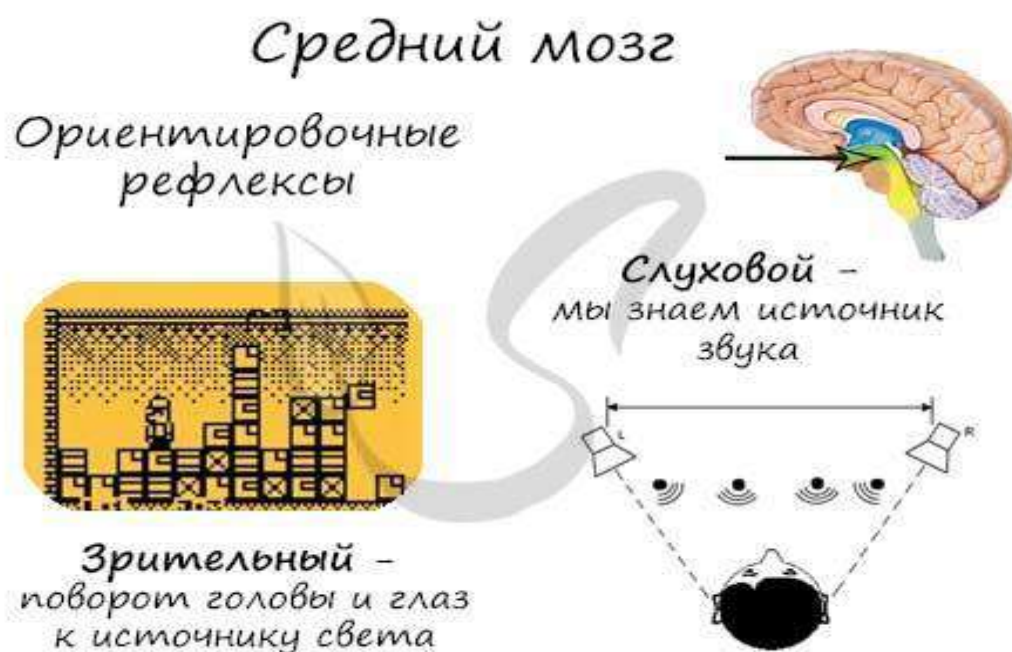 Средний мозг
Ориентировочные
рефлексы
Слуховой -
мы знаем источник
звука
L
R
Зрительный -
поворот головы и глаз
к источнику света